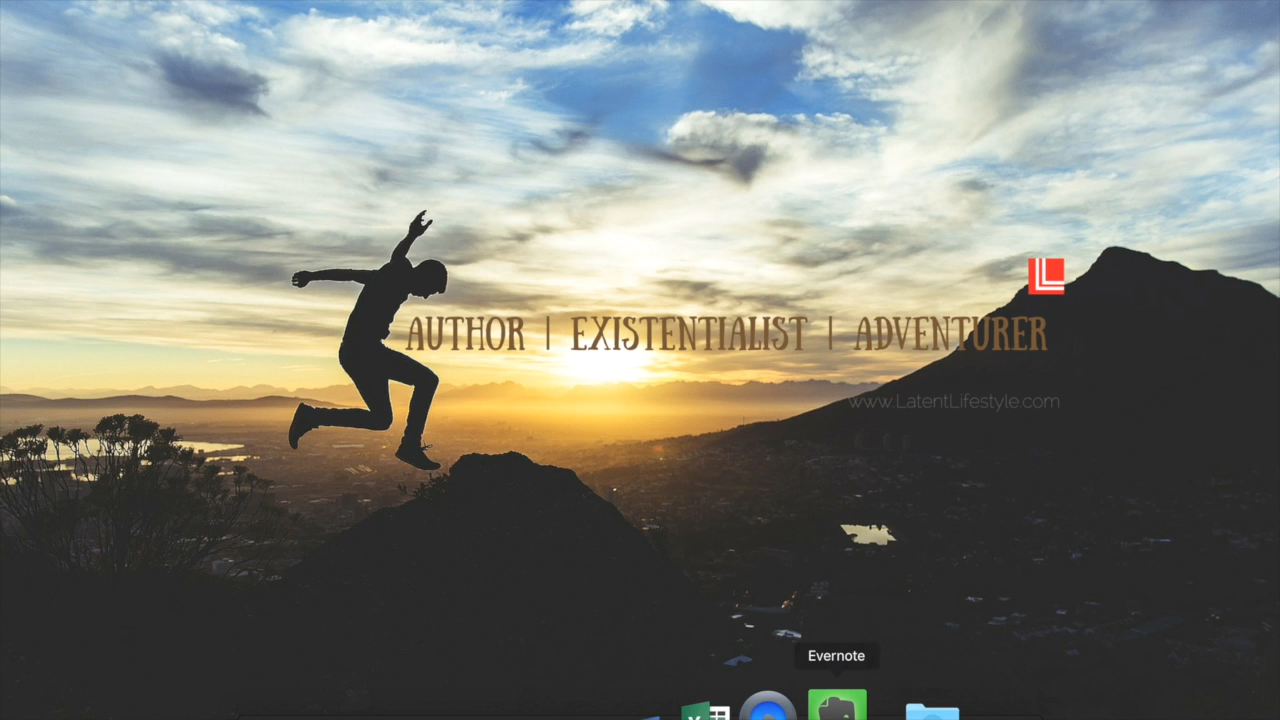 AUTHOR | EXISTENTIALIST | ADVENTURER
www.LatentLifestyle.com
Evernote